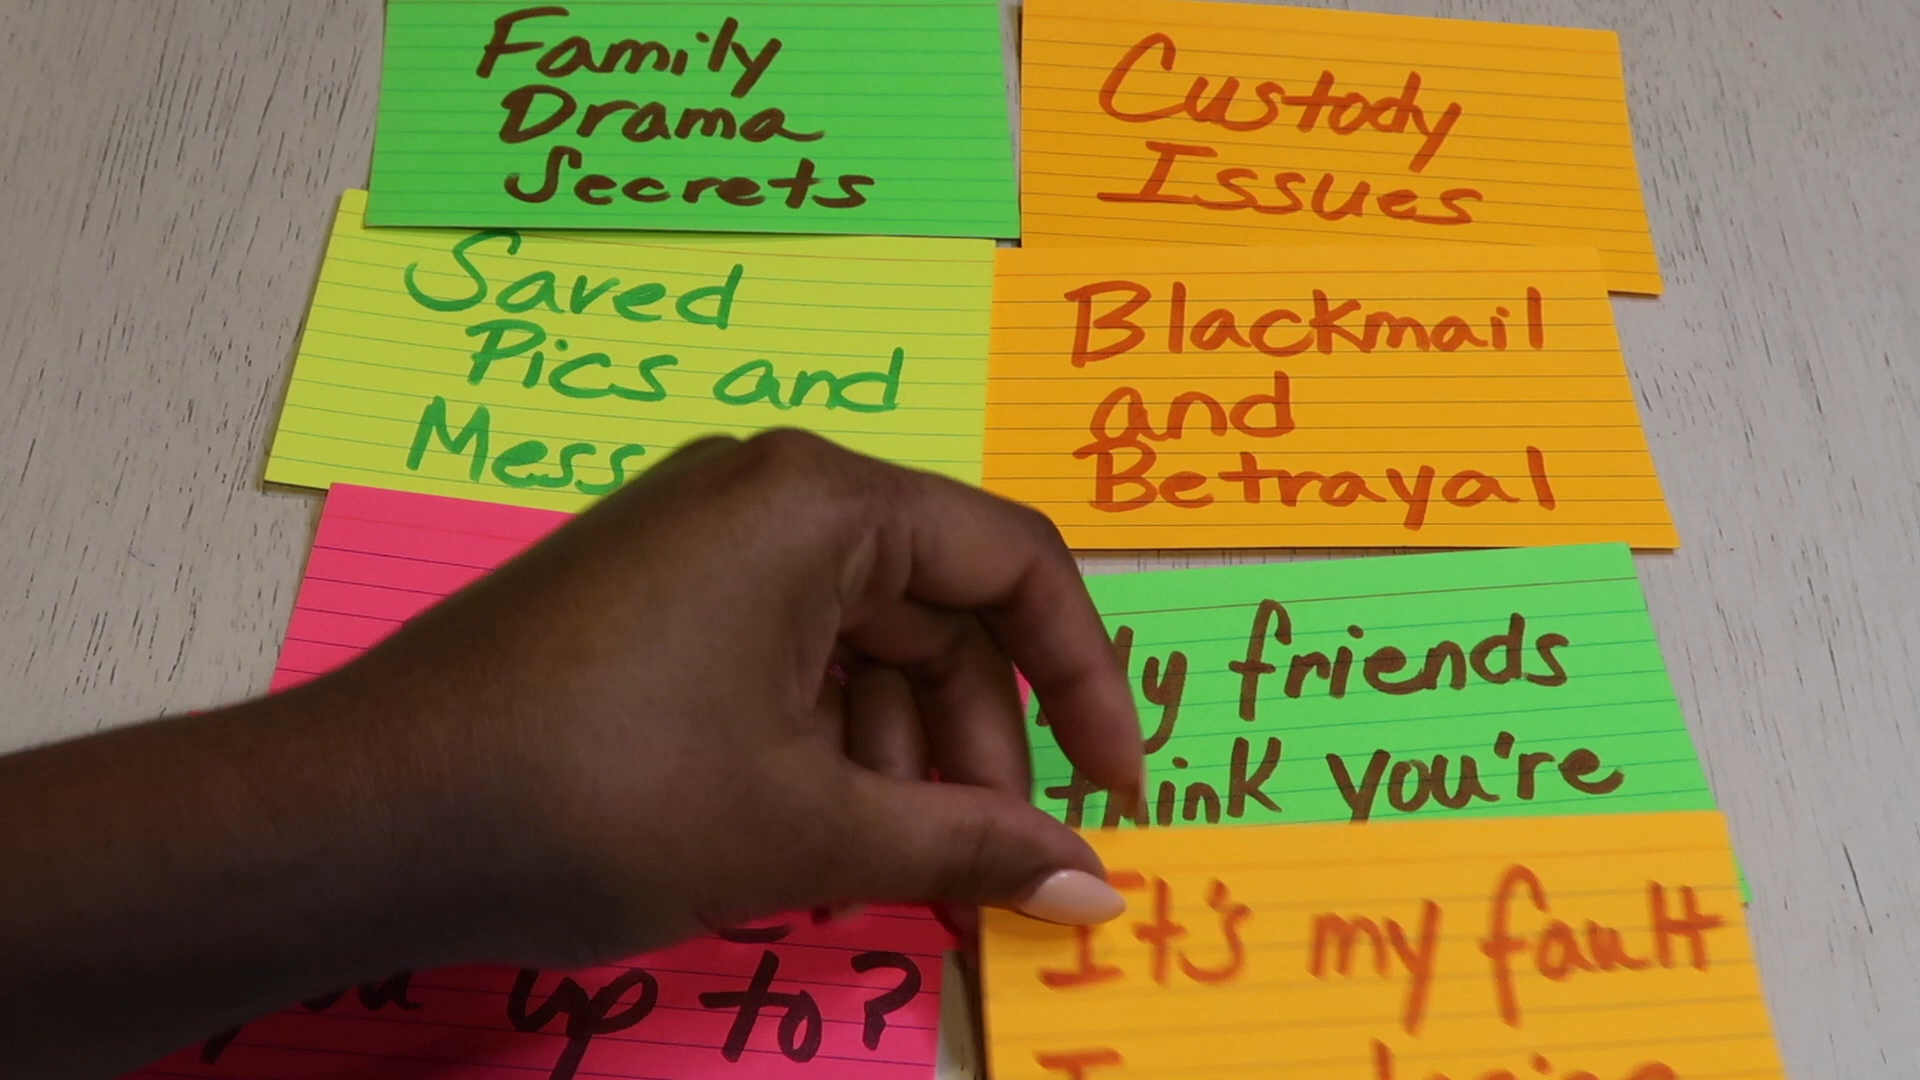 Family
Drama
Secrets
Custody
Issues
Saved
Pics and
Mess
Blackmail
and
Betrayal
friends
think you're
up to?
It's my fault
I